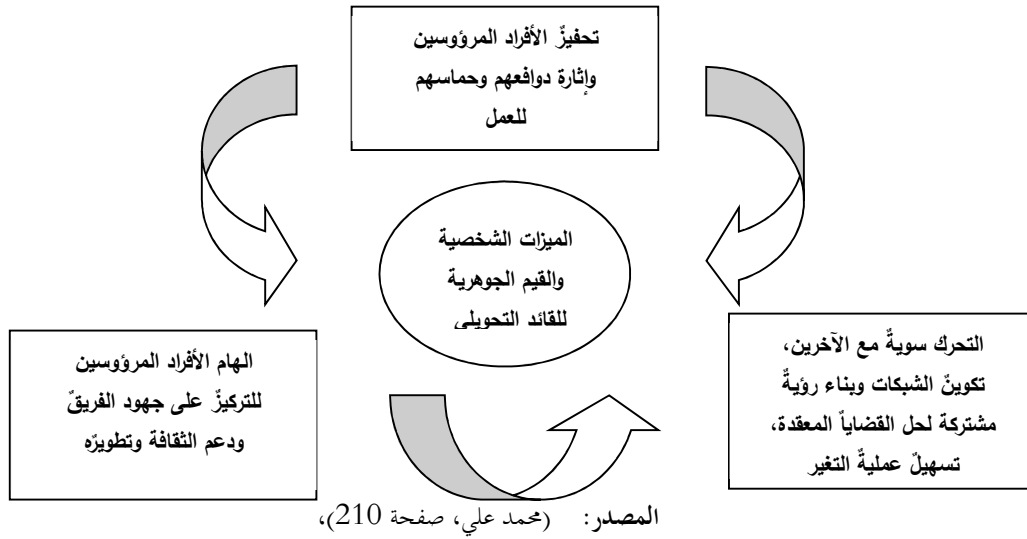 تحفيزٌ الأفراد المرؤوسين
وإثارة دوافعهم وحماسهم
للعمل
الميزات الشخصية
والقيم الجوهرية
للقائد التحويلي
التحرك سويةٌ مع الآخرين،
تكوينٌ الشبكات وبناء رؤيةٌ
مشتركة لحل القضاياٌ المعقدة،
تسهيلٌ عمليةٌ التغير
الهام الأفراد المرؤوسين
للتركيزٌ على جهود الفريقٌ
ودعم الثقافة وتطويرٌه
المصدر: (محمد علي، صفحة 210)،